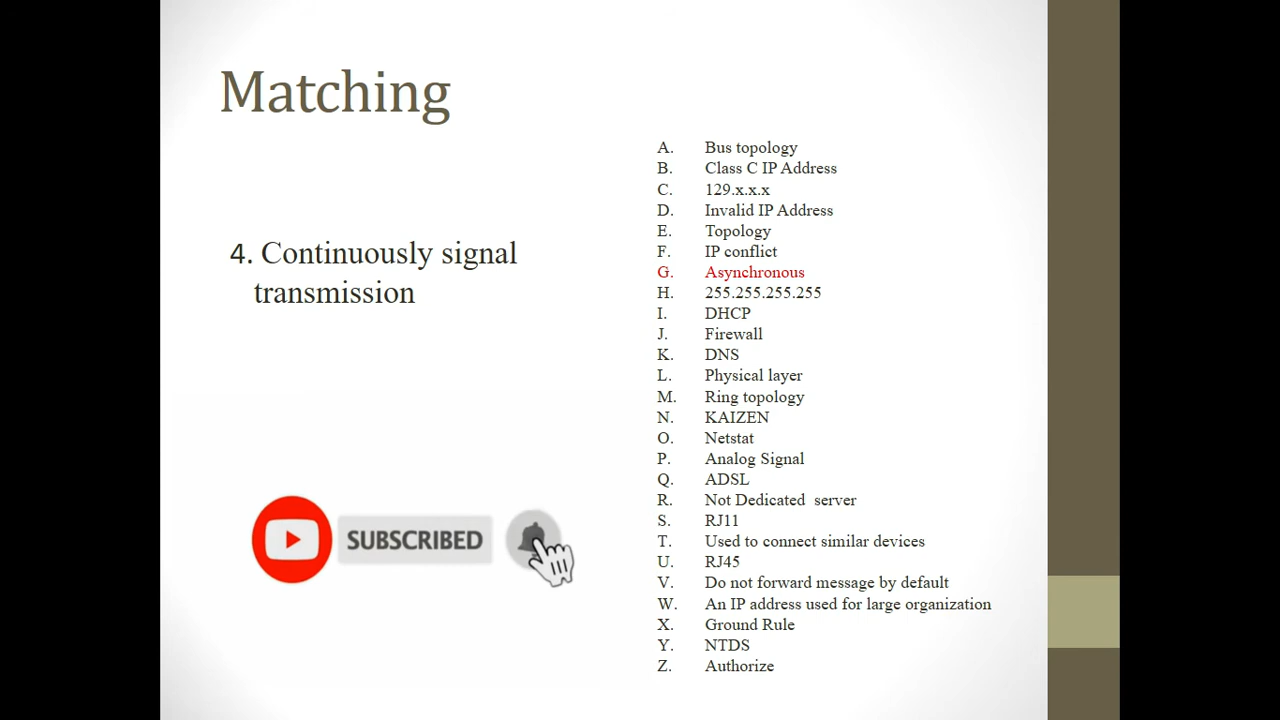 Matching
4. Continuously signal
transmission
A. Bus topology
B. Class C IP Address
C. 129.x.x.x
D. Invalid IP Address
E. Topology
F. IP conflict
G. Asynchronous
H. 255.255.255.255
I. DHCP
J. Firewall
K. DNS
L. Physical layer
M. Ring topology
N. KAIZEN
O. Netstat
P. Analog Signal
Q. ADSL
R. Not Dedicated server
S. RJ11
T. Used to connect similar devices
U. RJ45
V. Do not forward message by default
W. An IP address used for large organization
X. Ground Rule
Y. NTDS
Z. Authorize
SUBSCRIBED